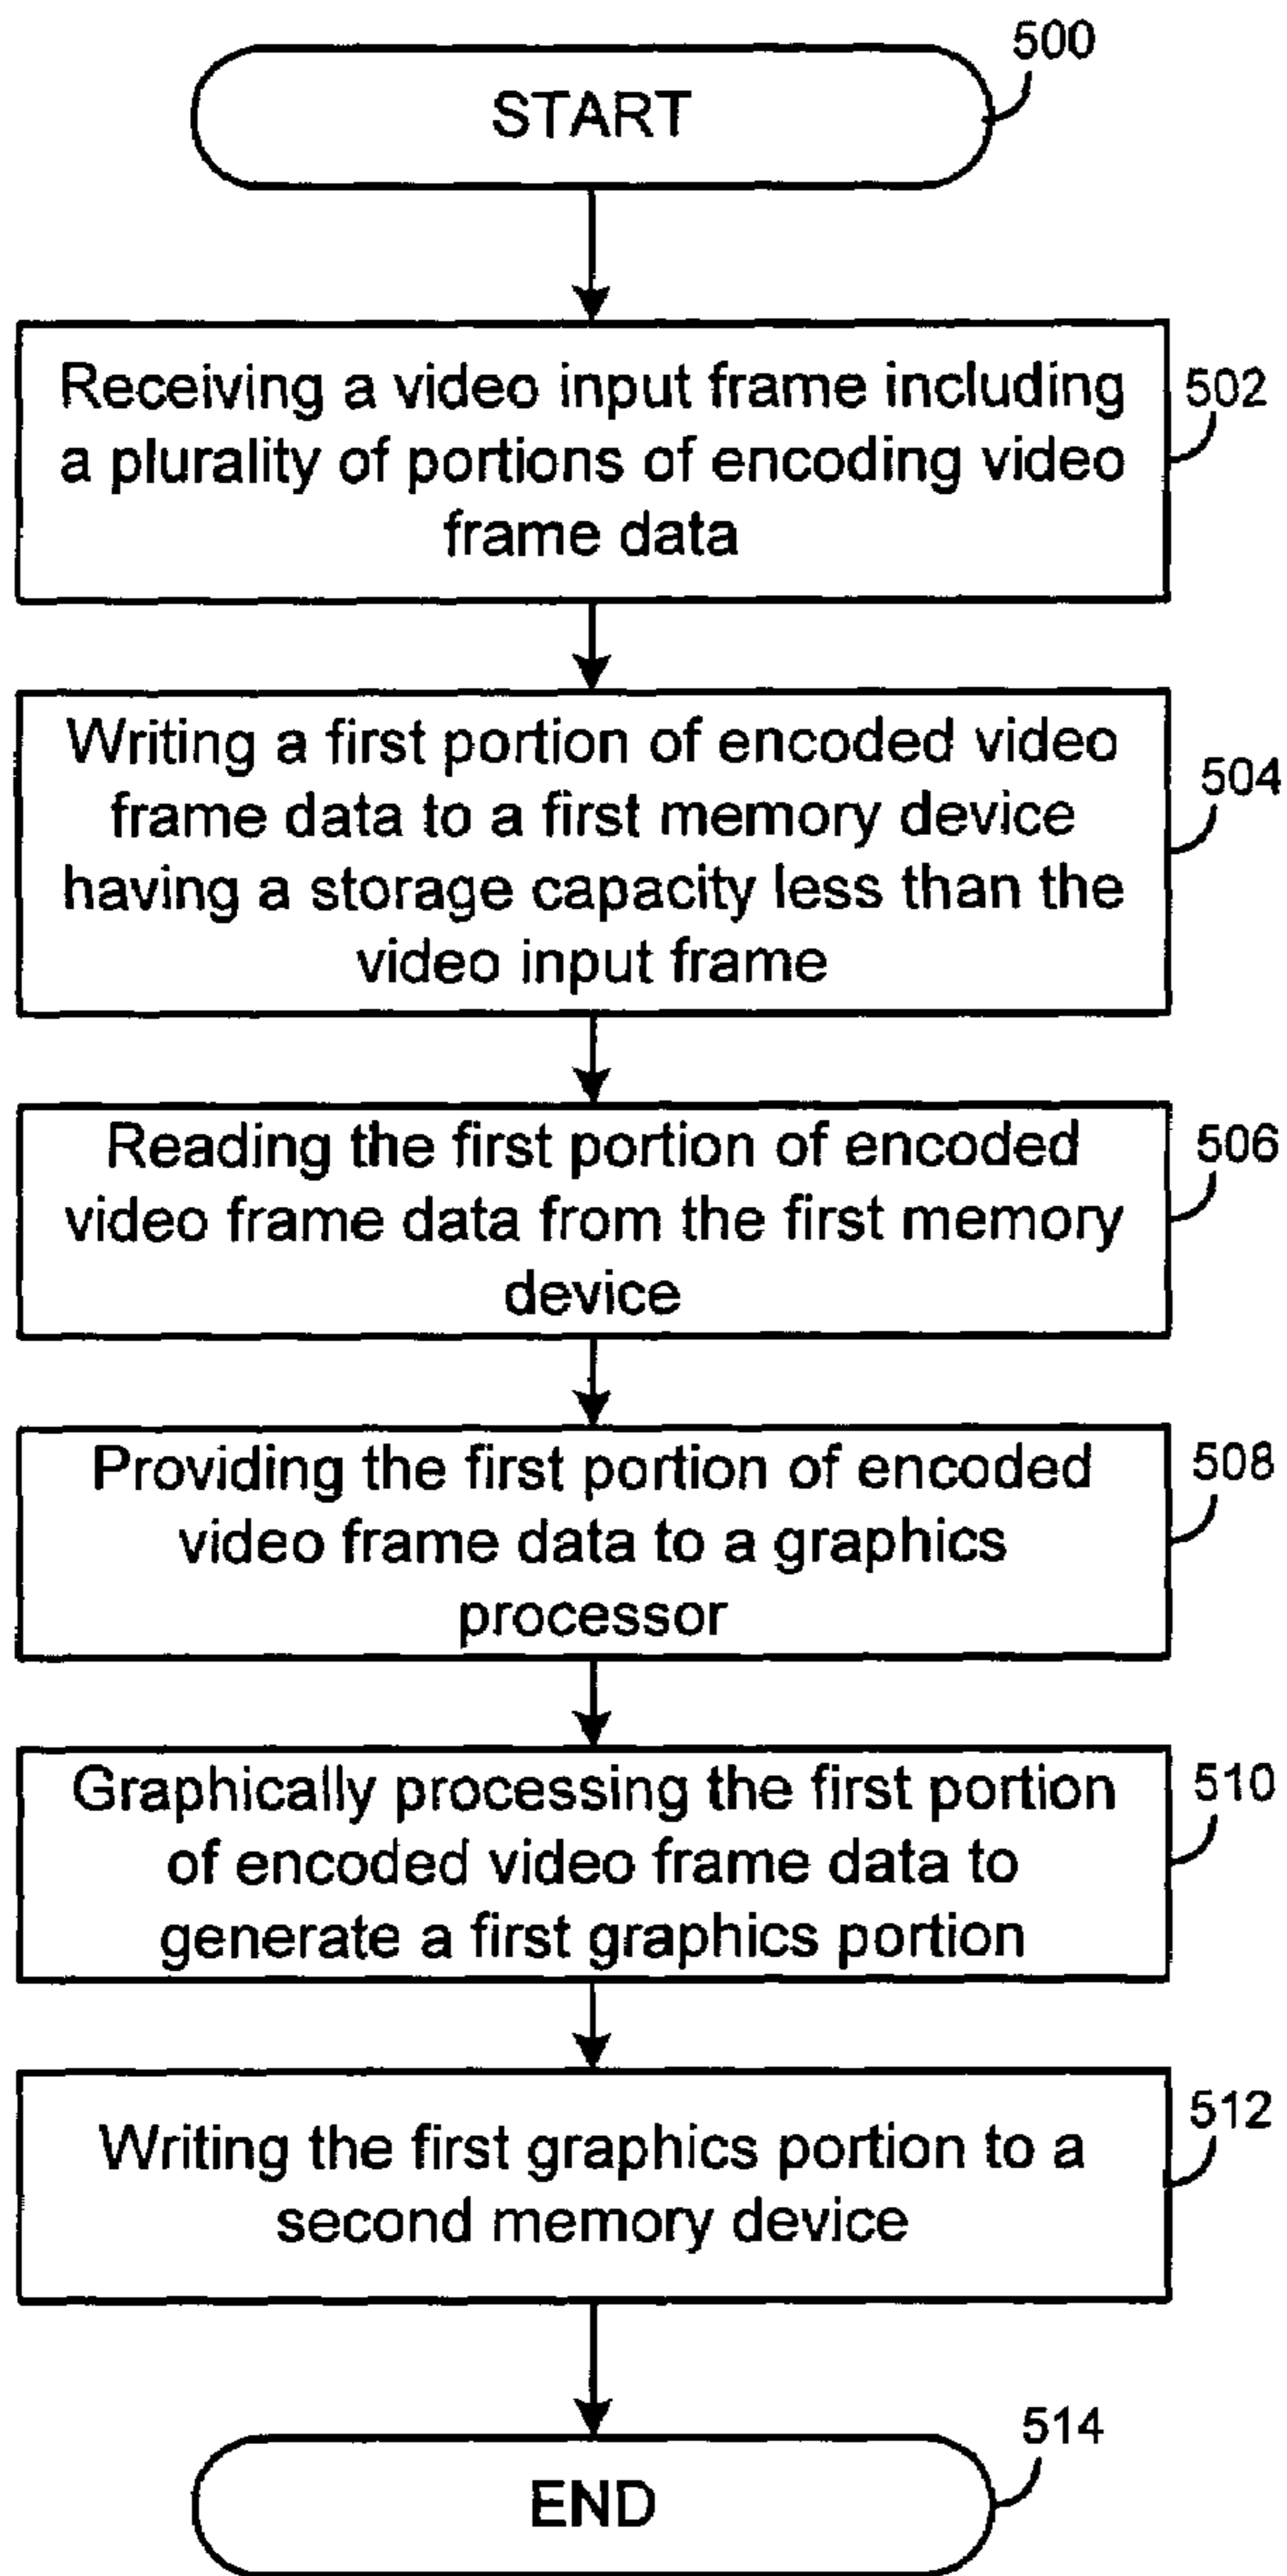 500
START
Receiving a video input frame including
a plurality of portions of encoding video
frame data
502
Writing a first portion of encoded video
frame data to a first memory device
having a storage capacity less than the
video input frame
504
Reading the first portion of encoded
video frame data from the first memory
device
506
Providing the first portion of encoded
video frame data to a graphics
processor
508
Graphically processing the first portion
of encoded video frame data to
generate a first graphics portion
510
Writing the first graphics portion to a
second memory device
512
514
END